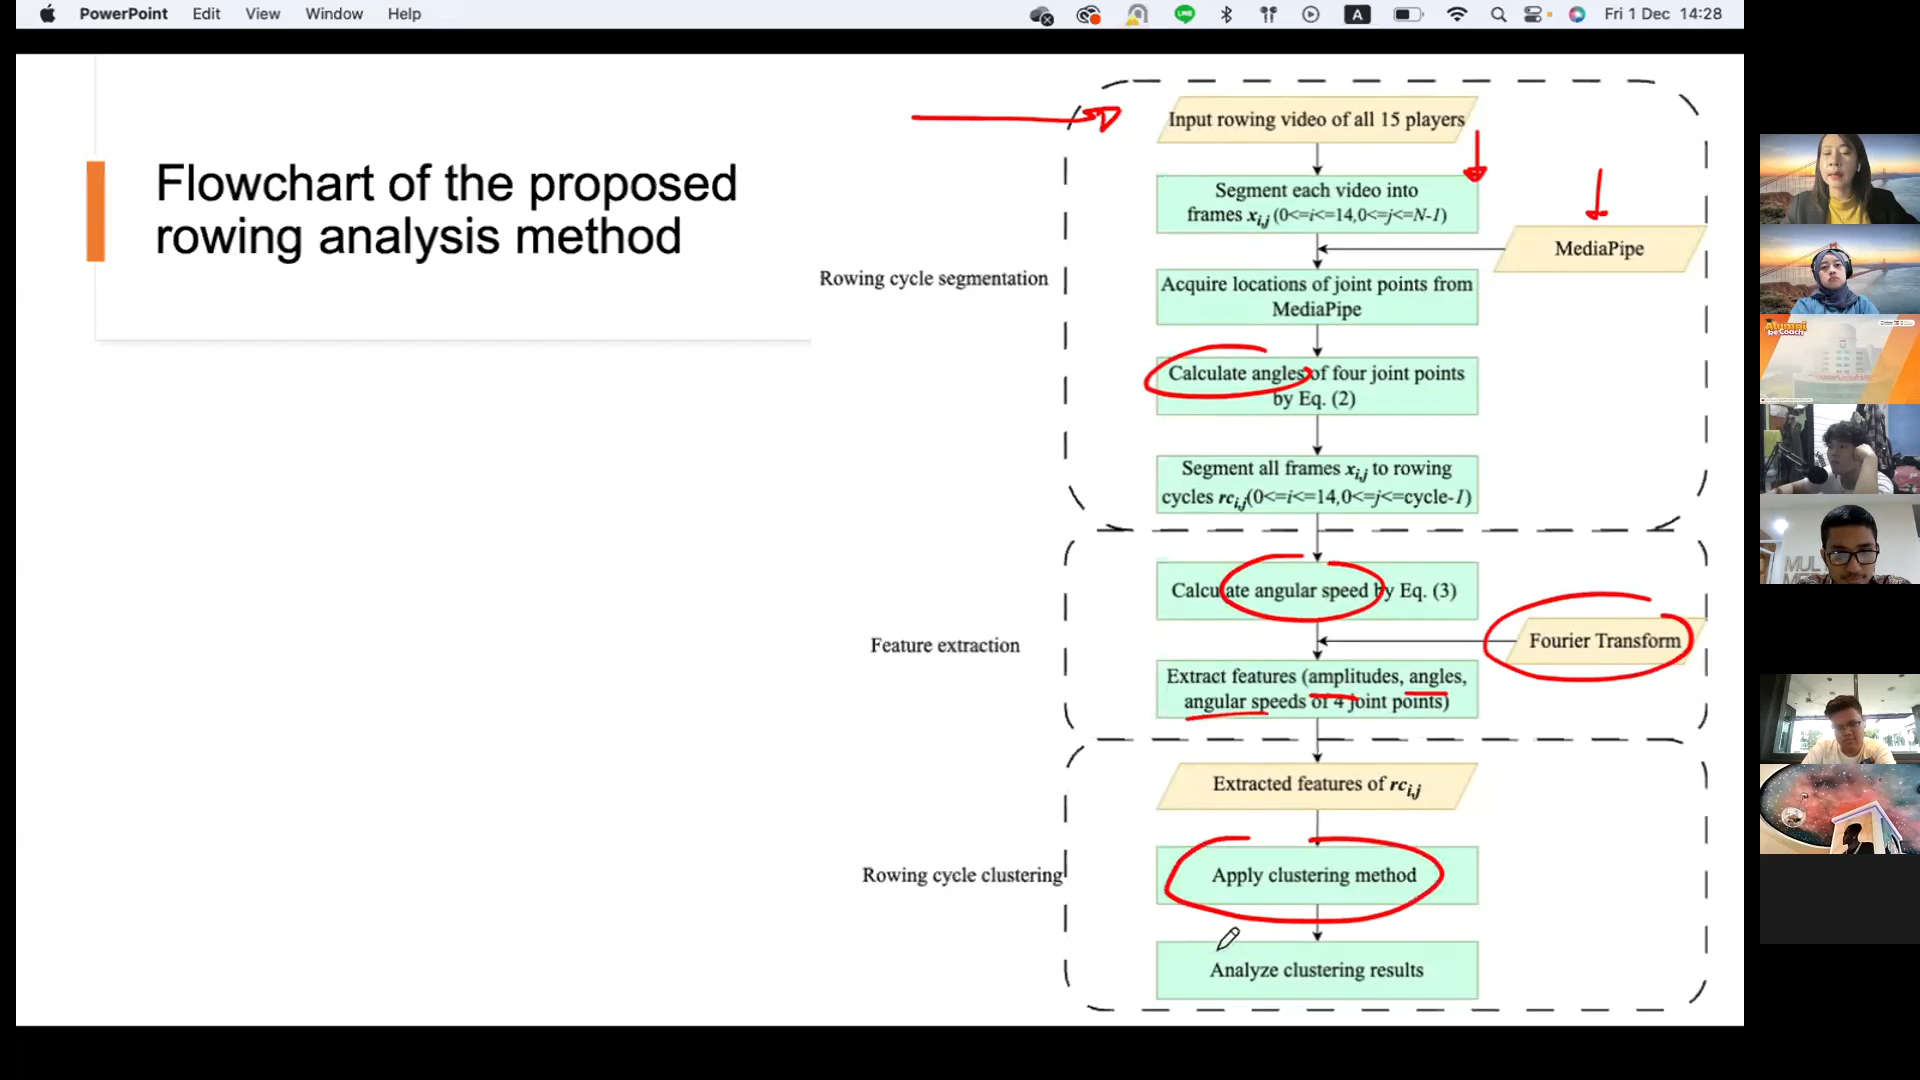 PowerPoint Edit View Window Help
A
Fri 1 Dec 14:28
Flowchart of the proposed
rowing analysis method
Rowing cycle segmentation
Input rowing video of all 15 players
Segment each video into
frames xi,j (0<=i<=14,0<=j<=N-1)
MediaPipe
Acquire locations of joint points from
MediaPipe
Calculate angles of four joint points
by Eq. (2)
Segment all frames xi,j to rowing
cycles rci,j(0<=i<=14,0<=j<=cycle-1)
Feature extraction
Calculate angular speed by Eq. (3)
Fourier Transform
Extract features (amplitudes, angles,
angular speeds of 4 joint points)
Rowing cycle clustering
Extracted features of rci,j
Apply clustering method
Analyze clustering results
Alumni
be Coach